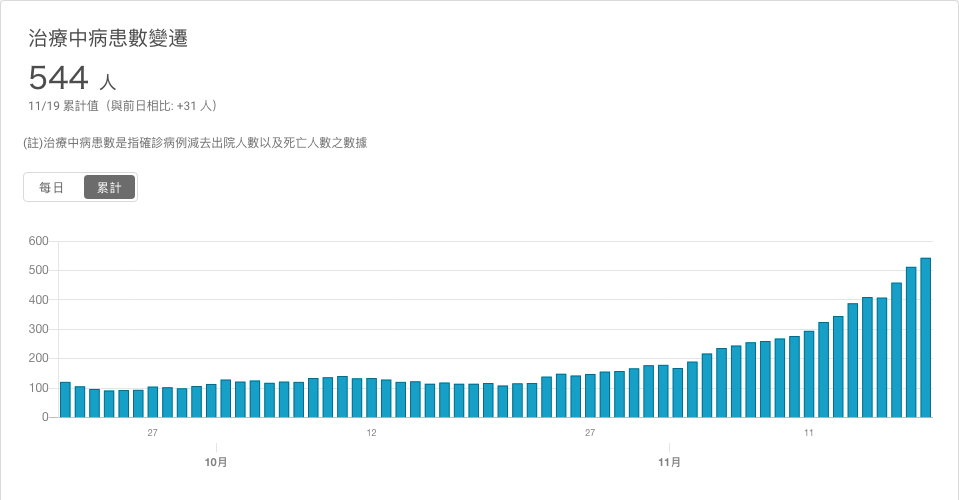 治療中病患數變遷
544 人
11/19 累計值（與前日相比: +31 人）
(註)治療中病患數是指確診病例減去出院人數以及死亡人數之數據
每日 累計
600
500
400
300
200
100
0
27 12 27 11
10月 11月